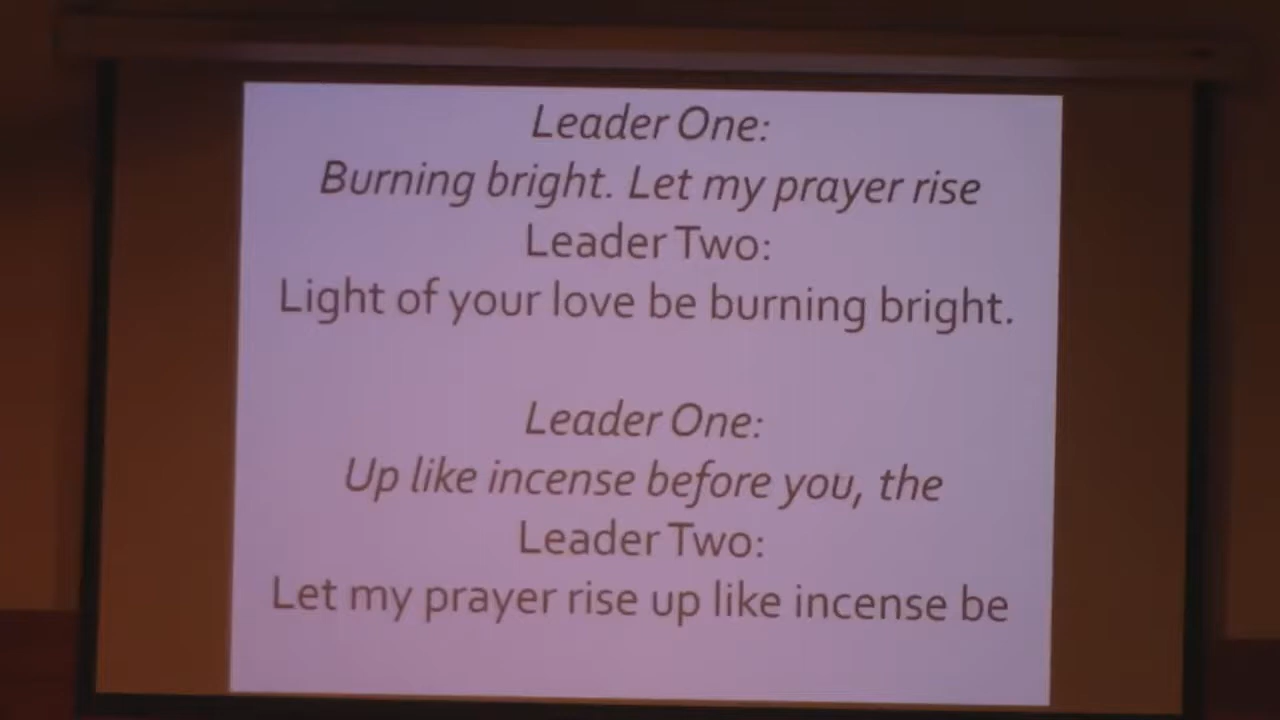 Leader One:
Burning bright. Let my prayer rise
Leader Two:
Light of your love be burning bright.
Leader One:
Up like incense before you, the
Leader Two:
Let my prayer rise up like incense be